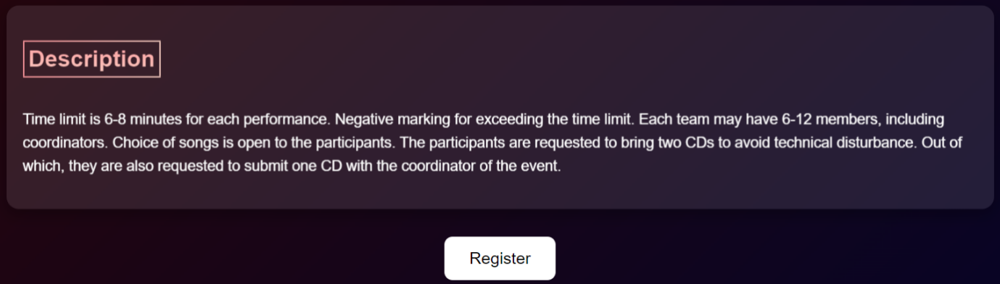 Description
Time limit is 6-8 minutes for each performance. Negative marking for exceeding the time limit. Each team may have 6-12 members, including
coordinators. Choice of songs is open to the participants. The participants are requested to bring two CDs to avoid technical disturbance. Out of
which, they are also requested to submit one CD with the coordinator of the event.
Register